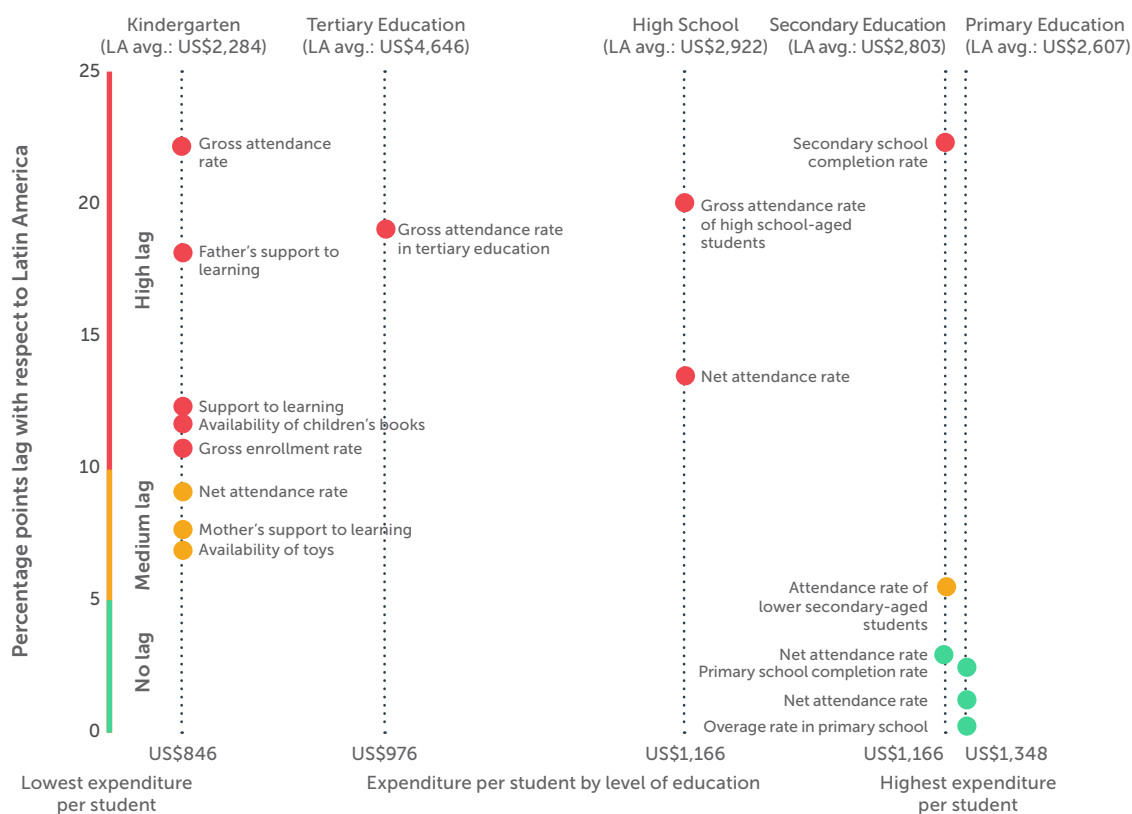 Kindergarten
(LA avg.: US$2,284)
Tertiary Education
(LA avg.: US$4,646)
High School
(LA avg.: US$2,922)
Secondary Education
(LA avg.: US$2,803)
Primary Education
(LA avg.: US$2,607)
Percentage points lag with respect to Latin America
25
20
15
10
5
0
High lag
Medium lag
No lag
Gross attendance
rate
Father's support to
learning
Support to learning
Availability of children's books
Gross enrollment rate
Net attendance rate
Mother's support to learning
Availability of toys
Gross attendance rate
in tertiary education
Gross attendance rate
of high school-aged
students
Net attendance rate
Secondary school
completion rate
Attendance rate of
lower secondary-aged
students
Net attendance rate
Primary school completion rate
Net attendance rate
Overage rate in primary school
US$846
US$976
US$1,166
US$1,166
US$1,348
Lowest expenditure
per student
Expenditure per student by level of education
Highest expenditure
per student